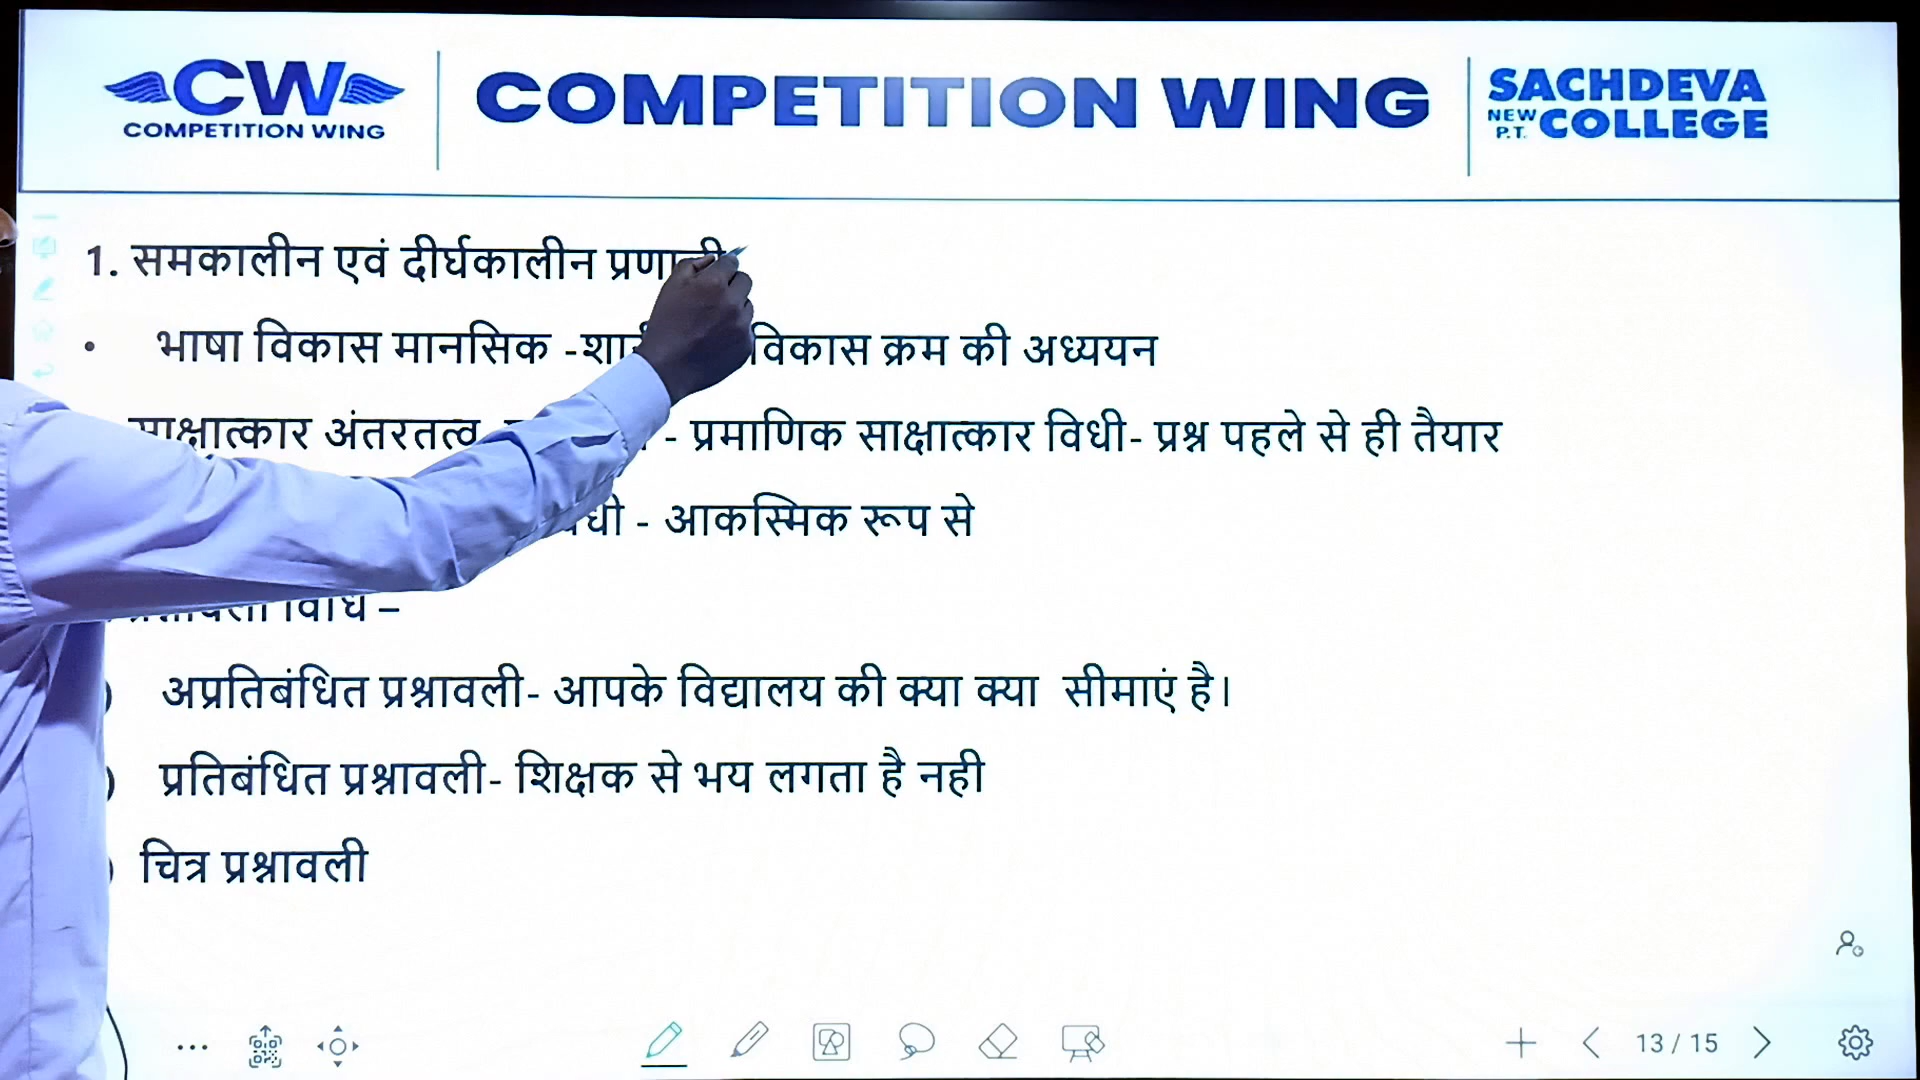 CW
COMPETITION WING
COMPETITION WING
SACHDEVA
NEW P.T. COLLEGE
1. समकालीन एवं दीर्घकालीन
भाषा विकास मानसिक - विकास क्रम की अध्ययन
साक्षात्कार अंतरतत्व - प्रमाणिक साक्षात्कार विधी- प्रश्न पहले से ही तैयार
- आकस्मिक रूप से
विधि –
अप्रतिबंधित प्रश्नावली- आपके विद्यालय की क्या क्या सीमाएं है।
प्रतिबंधित प्रश्नावली- शिक्षक से भय लगता है नही
चित्र प्रश्नावली
13 / 15